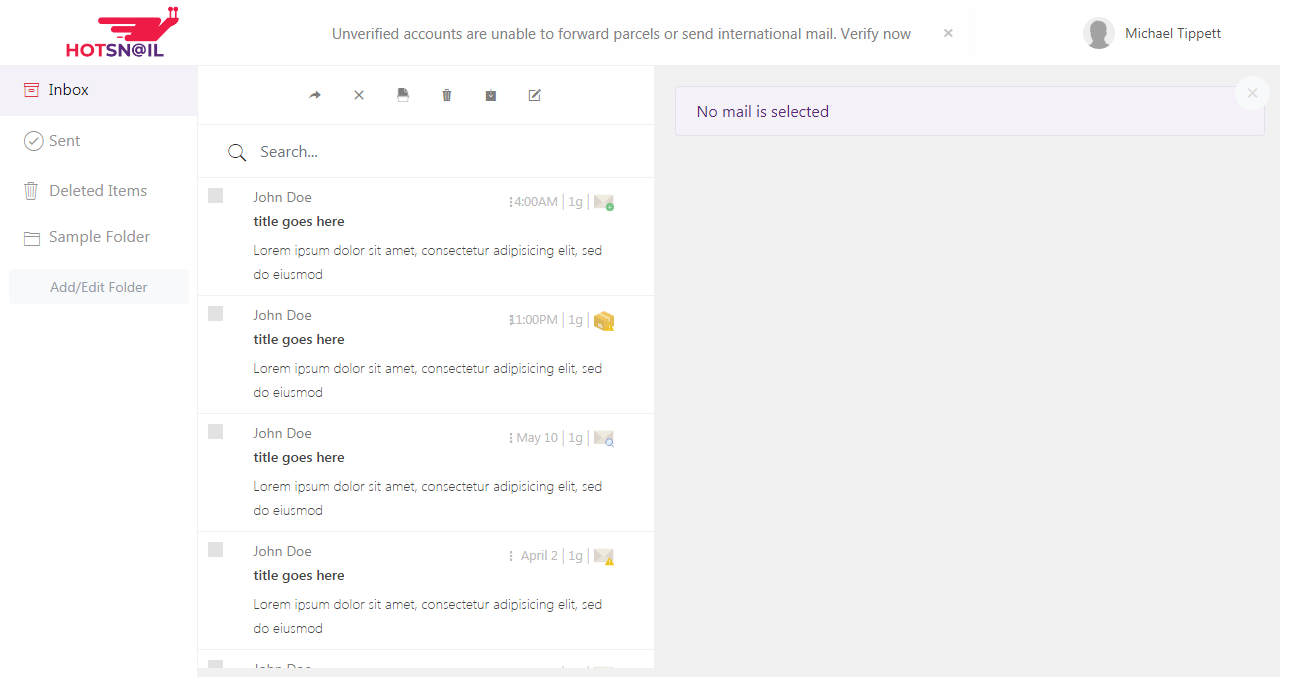 HOTSN@IL
Unverified accounts are unable to forward parcels or send international mail. Verify now
Michael Tippett
Inbox
Sent
Deleted Items
Sample Folder
Add/Edit Folder
Search...
John Doe
4:00AM | 1g |
title goes here
Lorem ipsum dolor sit amet, consectetur adipisicing elit, sed
do eiusmod
John Doe
11:00PM | 1g |
title goes here
Lorem ipsum dolor sit amet, consectetur adipisicing elit, sed
do eiusmod
John Doe
May 10 | 1g |
title goes here
Lorem ipsum dolor sit amet, consectetur adipisicing elit, sed
do eiusmod
John Doe
April 2 | 1g |
title goes here
Lorem ipsum dolor sit amet, consectetur adipisicing elit, sed
do eiusmod
John Doe
No mail is selected